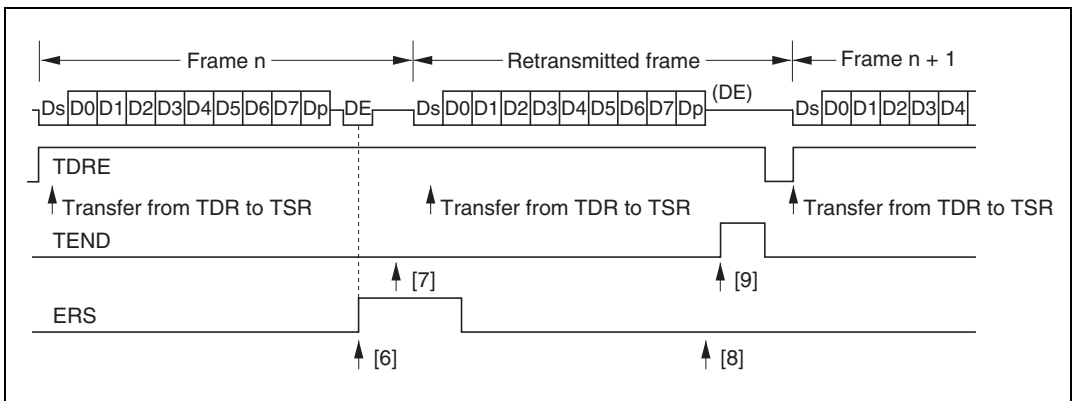 Frame n Retransmitted frame Frame n + 1
Ds D0 D1 D2 D3 D4 D5 D6 D7 Dp DE Ds D0 D1 D2 D3 D4 D5 D6 D7 Dp (DE) Ds D0 D1 D2 D3 D4
TDRE
Transfer from TDR to TSR Transfer from TDR to TSR Transfer from TDR to TSR
TEND
[7] [9]
ERS
[6] [8]